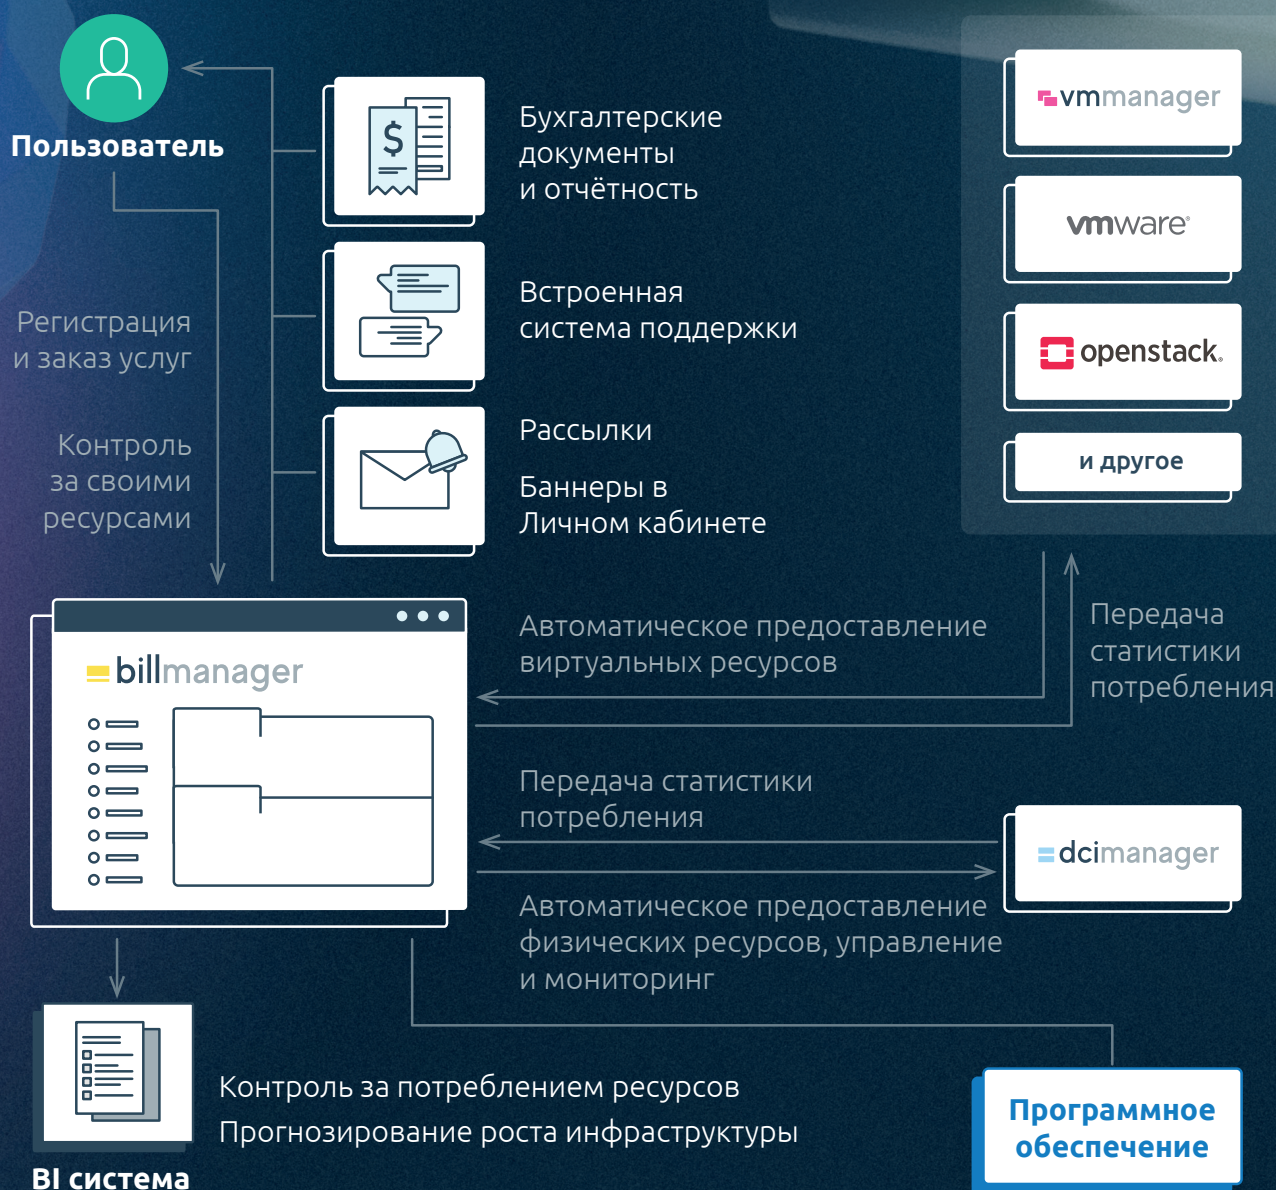 Пользователь
Регистрация
и заказ услуг
Контроль
за своими
ресурсами
Бухгалтерские
документы
и отчётность
$
Встроенная
система поддержки
Рассылки
Баннеры в
Личном кабинете
vmmanager
vmware®
openstack.
и другое
billmanager
Автоматическое предоставление
виртуальных ресурсов
Передача
статистики
потребления
Передача статистики
потребления
dcimanager
Автоматическое предоставление
физических ресурсов, управление
и мониторинг
Контроль за потреблением ресурсов
Прогнозирование роста инфраструктуры
BI система
Программное
обеспечение